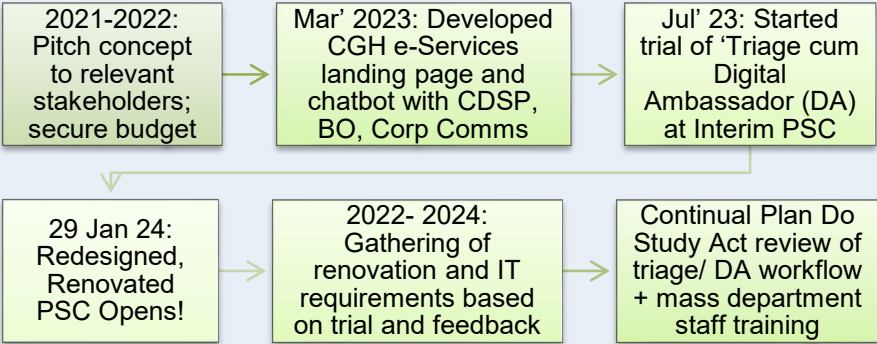 2021-2022:
Pitch concept
to relevant
stakeholders;
secure budget
Mar’ 2023: Developed
CGH e-Services
landing page and
chatbot with CDSP,
BO, Corp Comms
Jul’ 23: Started
trial of ‘Triage cum
Digital
Ambassador (DA)
at Interim PSC
29 Jan 24:
Redesigned,
Renovated
PSC Opens!
2022- 2024:
Gathering of
renovation and IT
requirements based
on trial and feedback
Continual Plan Do
Study Act review of
triage/ DA workflow
+ mass department
staff training